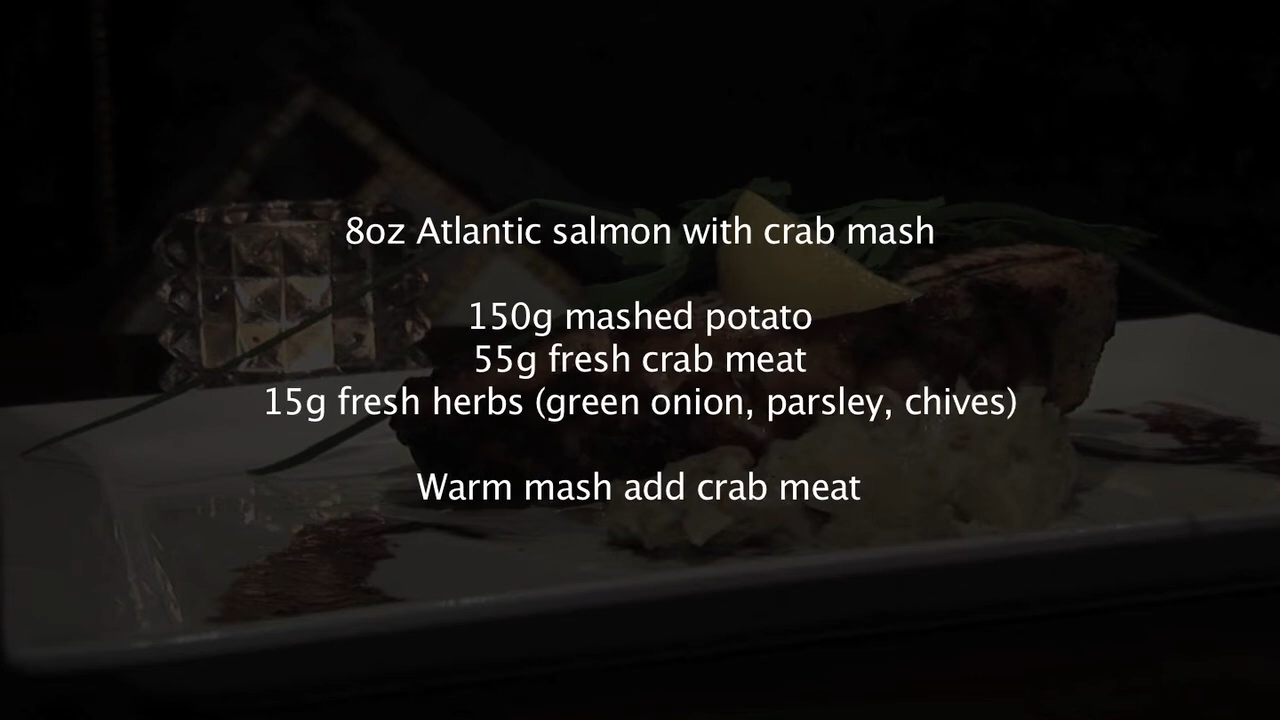 8oz Atlantic salmon with crab mash
150g mashed potato
55g fresh crab meat
15g fresh herbs (green onion, parsley, chives)
Warm mash add crab meat